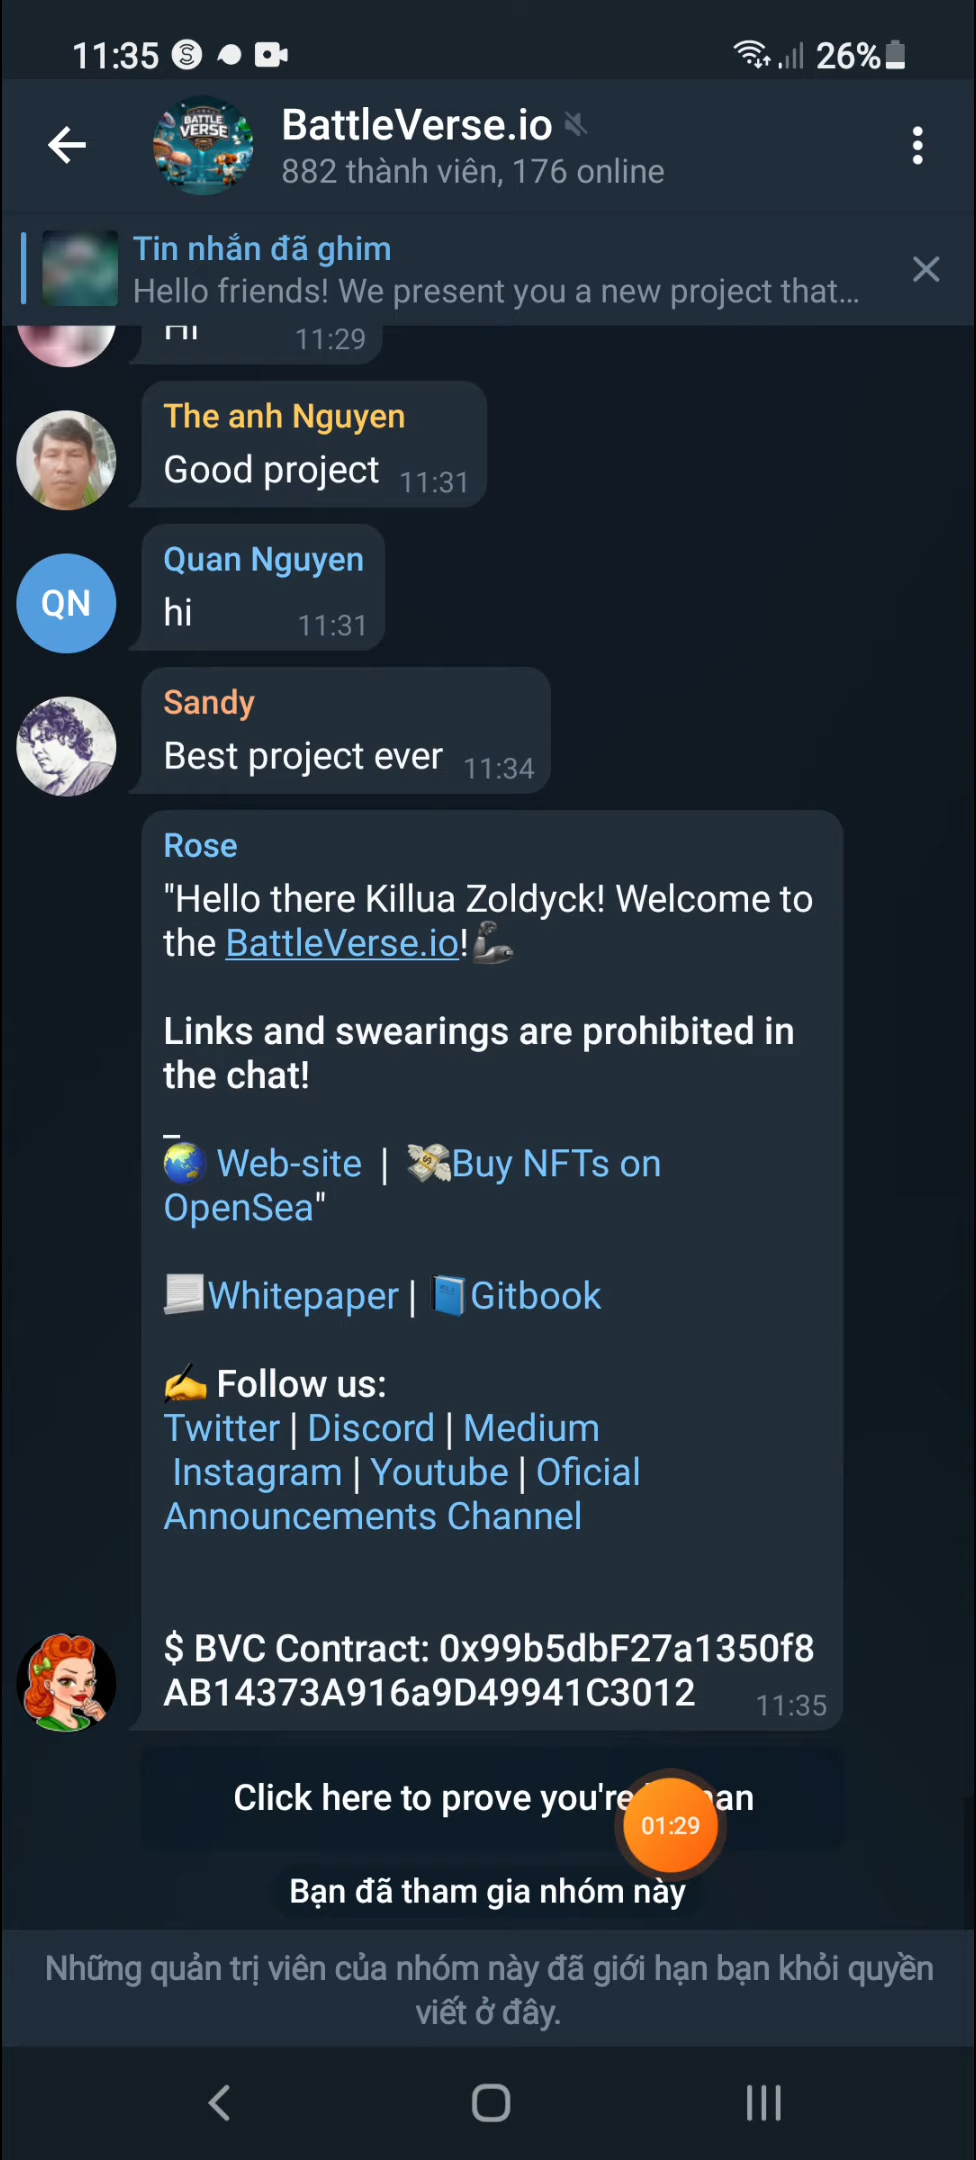 11:35
26%
BATTLE
VERSE
BattleVerse.io
882 thành viên, 176 online
Tin nhắn đã ghim
Hello friends! We present you a new project that...
Hi
11:29
The anh Nguyen
Good project 11:31
QN
Quan Nguyen
hi
11:31
Sandy
Best project ever 11:34
Rose
"Hello there Killua Zoldyck! Welcome to
the BattleVerse.io!
Links and swearings are prohibited in
the chat!
_
Web-site | Buy NFTs on
OpenSea"
Whitepaper | Gitbook
Follow us:
Twitter | Discord | Medium
Instagram | Youtube | Oficial
Announcements Channel
$ BVC Contract: 0x99b5dbF27a1350f8
AB14373A916a9D49941C3012 11:35
Click here to prove you're
01:29
Bạn đã tham gia nhóm này
Những quản trị viên của nhóm này đã giới hạn bạn khỏi quyền
viết ở đây.